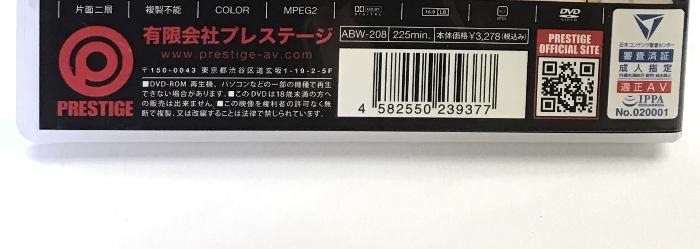 片面二層 複製不能 COLOR MPEG2 DOLBY DIGITAL 16:9 LB DVD VIDEO
有限会社プレステージ
www.prestige-av.com
〒150-0043 東京都渋谷区道玄坂1-19-2-5F
PRESTIGE
■DVD-ROM 再生機、パソコンなどの一部の機種で再生
できない場合があります。■このDVDは18歳未満の方へ
の販売は出来ません。■この映像を権利者の許可なく無
断で複製、又は改編することは法律で禁じられています。
ABW-208 225min. 本体価格¥3,278(税込み)
4 582550 239377
PRESTIGE
OFFICIAL SITE
日本コンテンツ審査センター
審査済証
成人指定
適正AV
IPPA
No.020001